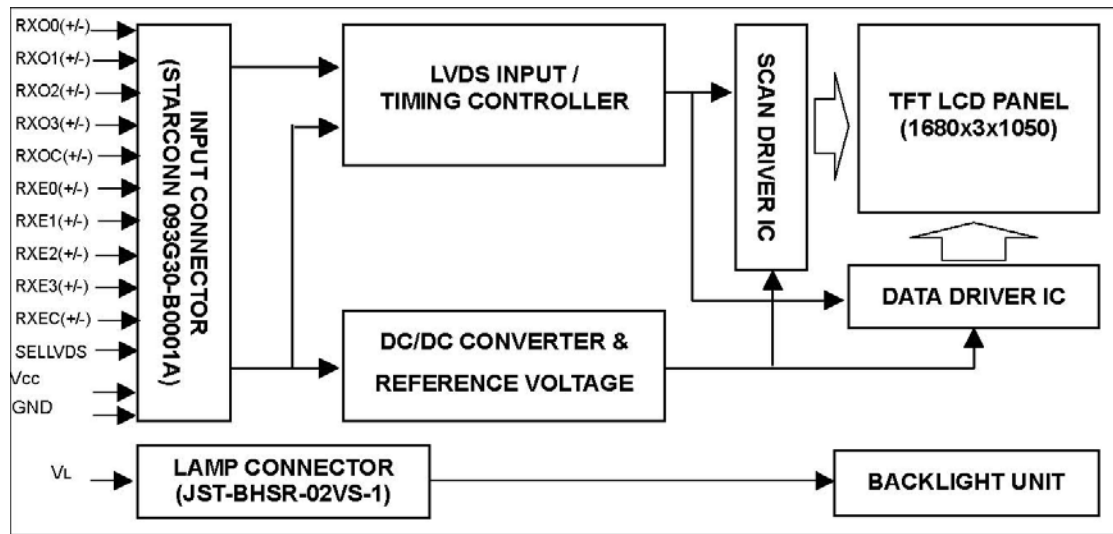 RXO0(+/-)
RXO1(+/-)
RXO2(+/-)
RXO3(+/-)
RXOC(+/-)
RXE0(+/-)
RXE1(+/-)
RXE2(+/-)
RXE3(+/-)
RXEC(+/-)
SELLVDS
Vcc
GND
VL
INPUT CONNECTOR
(STARCONN 093G30-B0001A)
LVDS INPUT /
TIMING CONTROLLER
SCAN DRIVER IC
TFT LCD PANEL
(1680x3x1050)
DATA DRIVER IC
DC/DC CONVERTER &
REFERENCE VOLTAGE
LAMP CONNECTOR
(JST-BHSR-02VS-1)
BACKLIGHT UNIT